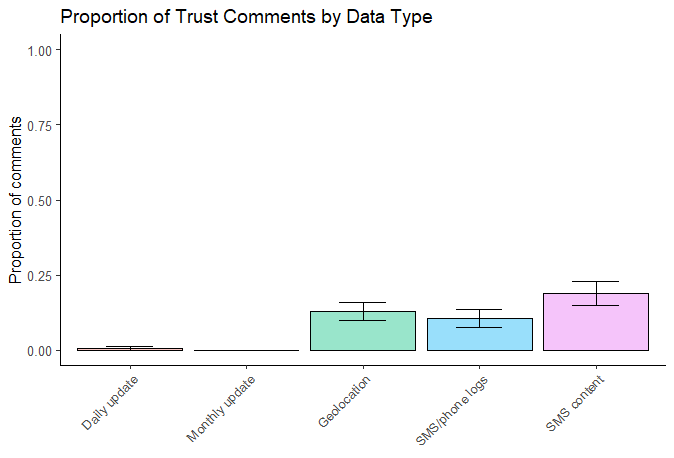 Proportion of Trust Comments by Data Type
Proportion of comments
1.00
0.75
0.50
0.25
0.00
Daily update
Monthly update
Geolocation
SMS/phone logs
SMS content